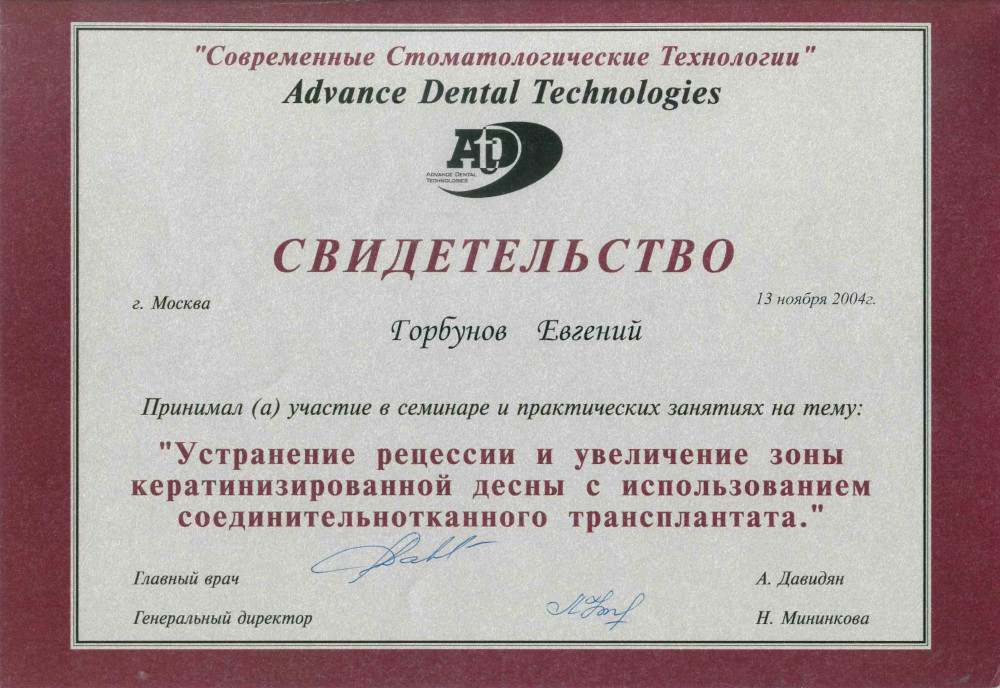 "Современные Стоматологические Технологии"
Advance Dental Technologies
AtD
ADVANCE DENTAL
TECHNOLOGIES
СВИДЕТЕЛЬСТВО
г. Москва
13 ноября 2004г.
Горбунов Евгений
Принимал (а) участие в семинаре и практических занятиях на тему:
"Устранение рецессии и увеличение зоны
кератинизированной десны с использованием
соединительнотканного трансплантата."
Главный врач
А. Давидян
Генеральный директор
Н. Мининкова